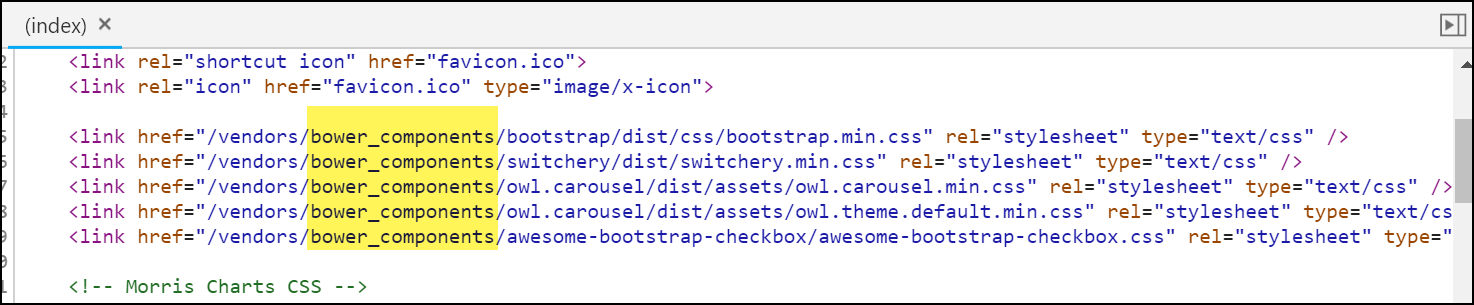 (index) ×
2 <link rel="shortcut icon" href="favicon.ico">
3 <link rel="icon" href="favicon.ico" type="image/x-icon">
4
5 <link href="/vendors/bower_components/bootstrap/dist/css/bootstrap.min.css" rel="stylesheet" type="text/css" />
6 <link href="/vendors/bower_components/switchery/dist/switchery.min.css" rel="stylesheet" type="text/css" />
7 <link href="/vendors/bower_components/owl.carousel/dist/assets/owl.carousel.min.css" rel="stylesheet" type="text/css" />
8 <link href="/vendors/bower_components/owl.carousel/dist/assets/owl.theme.default.min.css" rel="stylesheet" type="text/cs
9 <link href="/vendors/bower_components/awesome-bootstrap-checkbox/awesome-bootstrap-checkbox.css" rel="stylesheet" type="
0
1 <!-- Morris Charts CSS -->